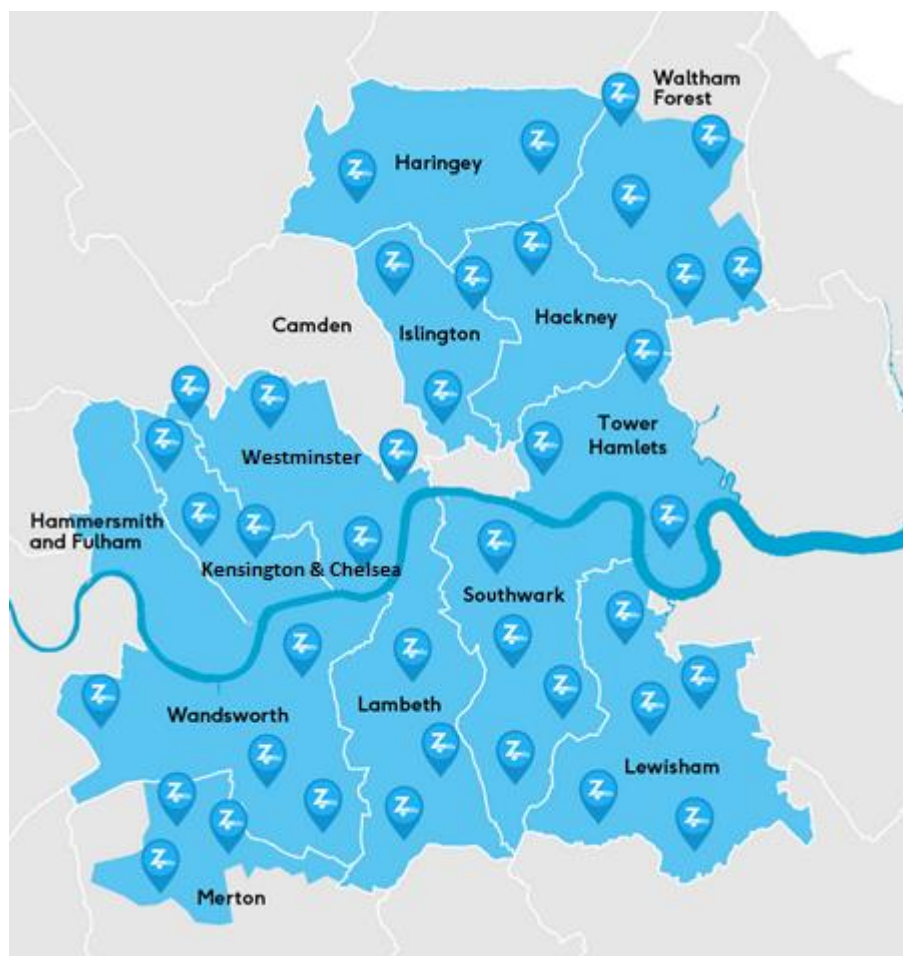 Waltham
Forest
Haringey
Camden
Islington
Hackney
Westminster
Tower
Hamlets
Hammersmith
and Fulham
Kensington & Chelsea
Southwark
Wandsworth
Lambeth
Lewisham
Merton